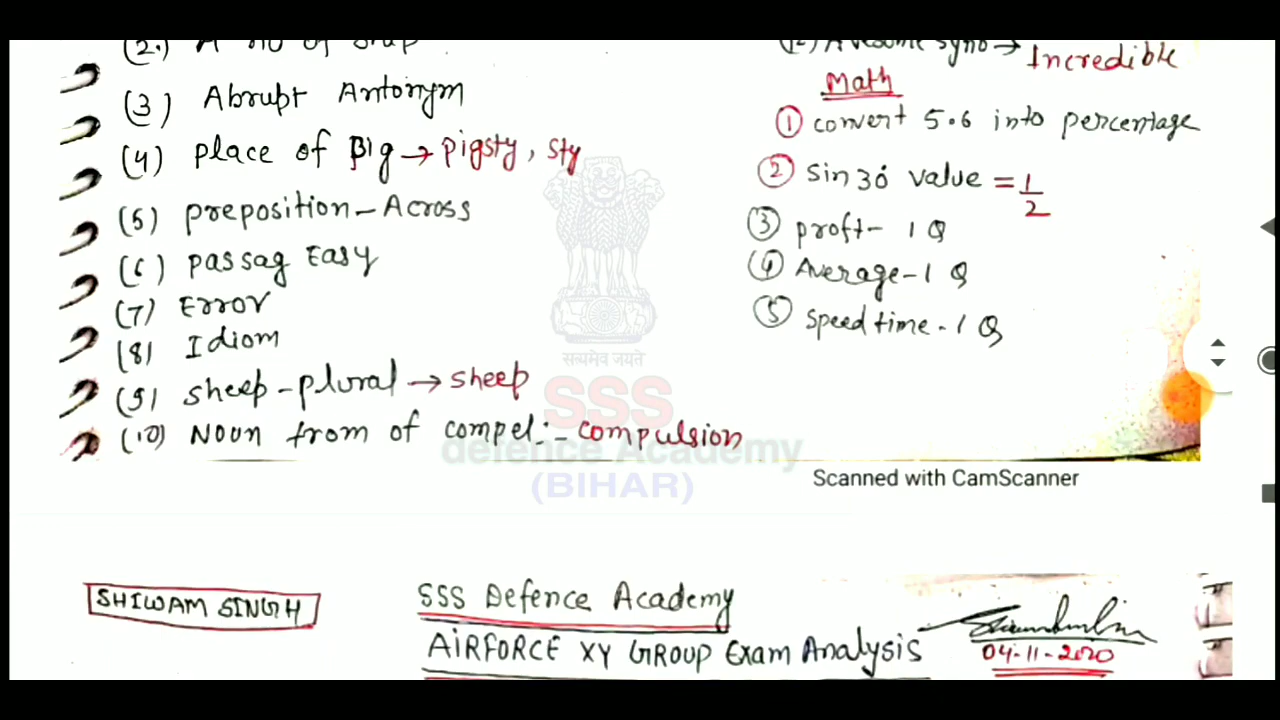 (2.) A
(3) Abrupt Antonym
(4) place of pig → pigsty, sty
(5) preposition - Across
(6) passag Easy
(7) Error
(8) Idiom
(9) sheep - plural → sheep
(10) Noun from of compel :- compulsion
syno → Incredible
Math
① convert 5.6 into percentage
② sin 30° value = 1/2
③ proft - 1 Q
④ Average - 1 Q
⑤ speed time - 1 Q
सत्यमेव जयते
SSS
defence Academy
(BIHAR)
Scanned with CamScanner
SHIWAM SINGH
SSS Defence Academy
AIRFORCE XY GROUP Exam Analysis
04-11-2020